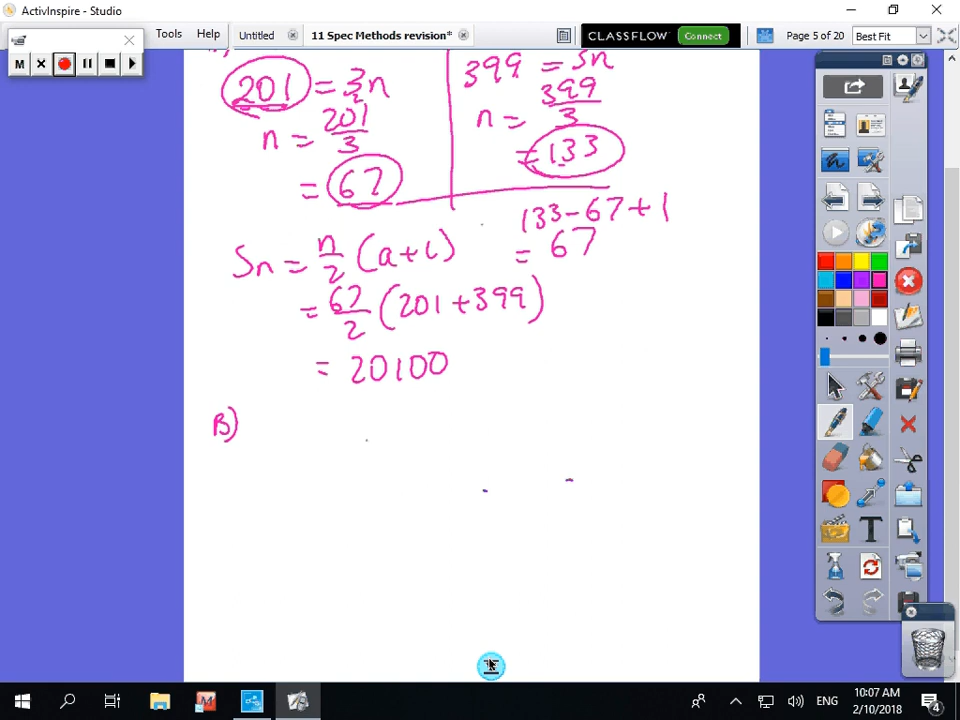 ActivInspire - Studio
Tools Help Untitled 11 Spec Methods revision* CLASSFLOW Connect Page 5 of 20 Best Fit
M
201 = 3n
n = 201/3
= 67
399 = 3n
n = 399/3
= 133
133-67+1
= 67
Sn = n/2 (a+l)
= 67/2 (201+399)
= 20100
B)
T
ENG
10:07 AM
2/10/2018
4